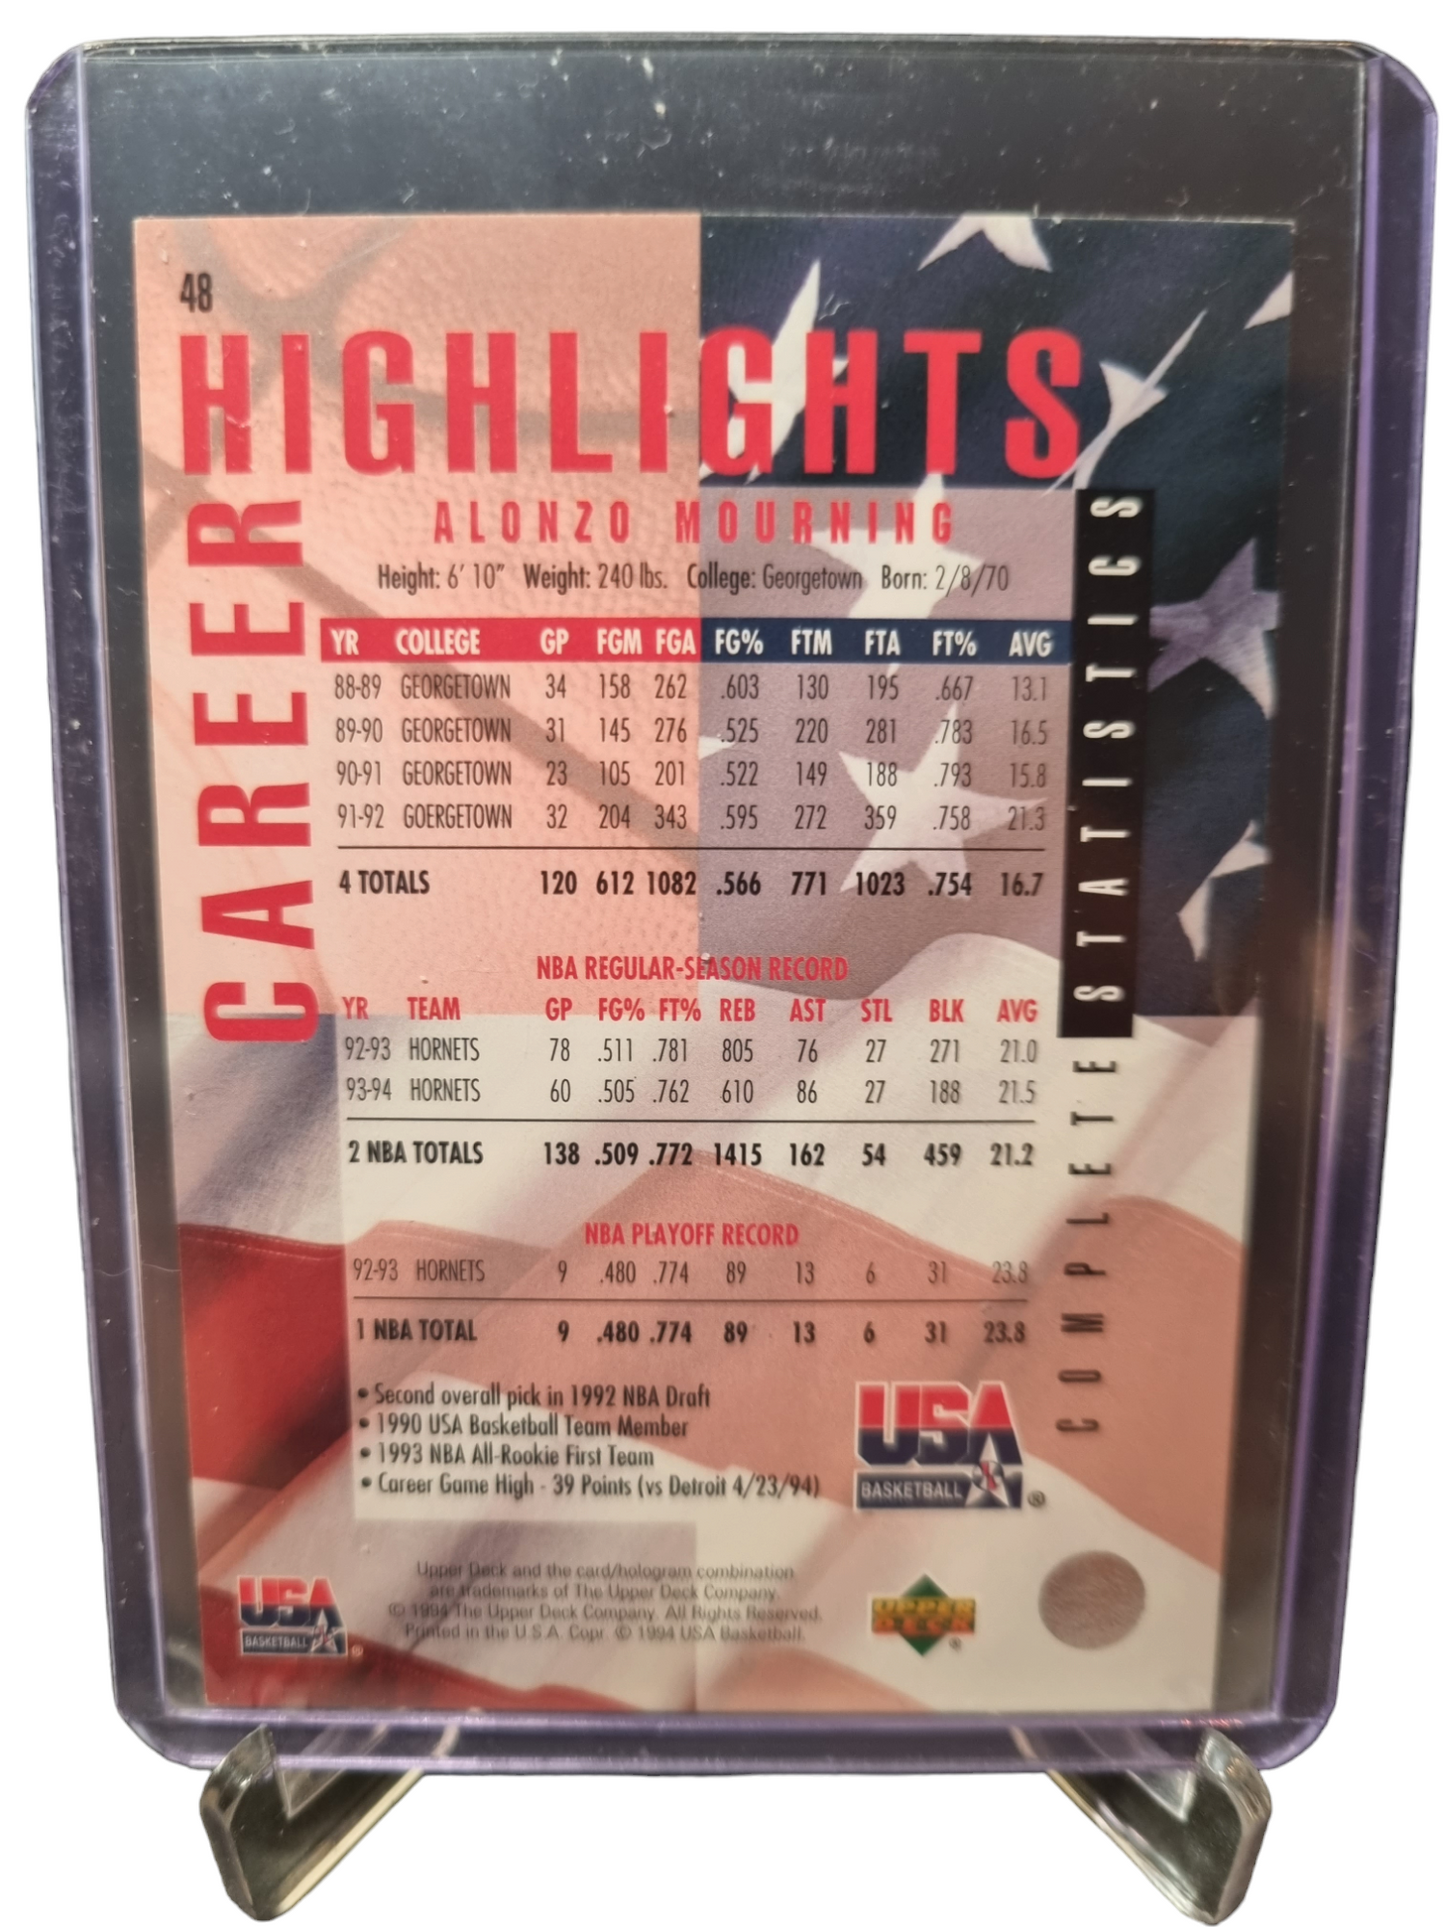 48
HIGHLIGHTS
CAREER
ALONZO MOURNING
Height: 6' 10" Weight: 240 lbs. College: Georgetown Born: 2/8/70
YR COLLEGE GP FGM FGA FG% FTM FTA FT% AVG
88-89 GEORGETOWN 34 158 262 .603 130 195 .667 13.1
89-90 GEORGETOWN 31 145 276 .525 220 281 .783 16.5
90-91 GEORGETOWN 23 105 201 .522 149 188 .793 15.8
91-92 GOERGETOWN 32 204 343 .595 272 359 .758 21.3
4 TOTALS 120 612 1082 .566 771 1023 .754 16.7
NBA REGULAR-SEASON RECORD
YR TEAM GP FG% FT% REB AST STL BLK AVG
92-93 HORNETS 78 .511 .781 805 76 27 271 21.0
93-94 HORNETS 60 .505 .762 610 86 27 188 21.5
2 NBA TOTALS 138 .509 .772 1415 162 54 459 21.2
NBA PLAYOFF RECORD
92-93 HORNETS 9 .480 .774 89 13 6 31 23.8
1 NBA TOTAL 9 .480 .774 89 13 6 31 23.8
COMPLETE STATISTICS
• Second overall pick in 1992 NBA Draft
• 1990 USA Basketball Team Member
• 1993 NBA All-Rookie First Team
• Career Game High - 39 Points (vs Detroit 4/23/94)
USA
BASKETBALL ®
Upper Deck and the card/hologram combination
are trademarks of The Upper Deck Company.
© 1994 The Upper Deck Company. All Rights Reserved.
Printed in the U.S.A. Copr. © 1994 USA Basketball.
USA
BASKETBALL ®
UPPER
DECK ®